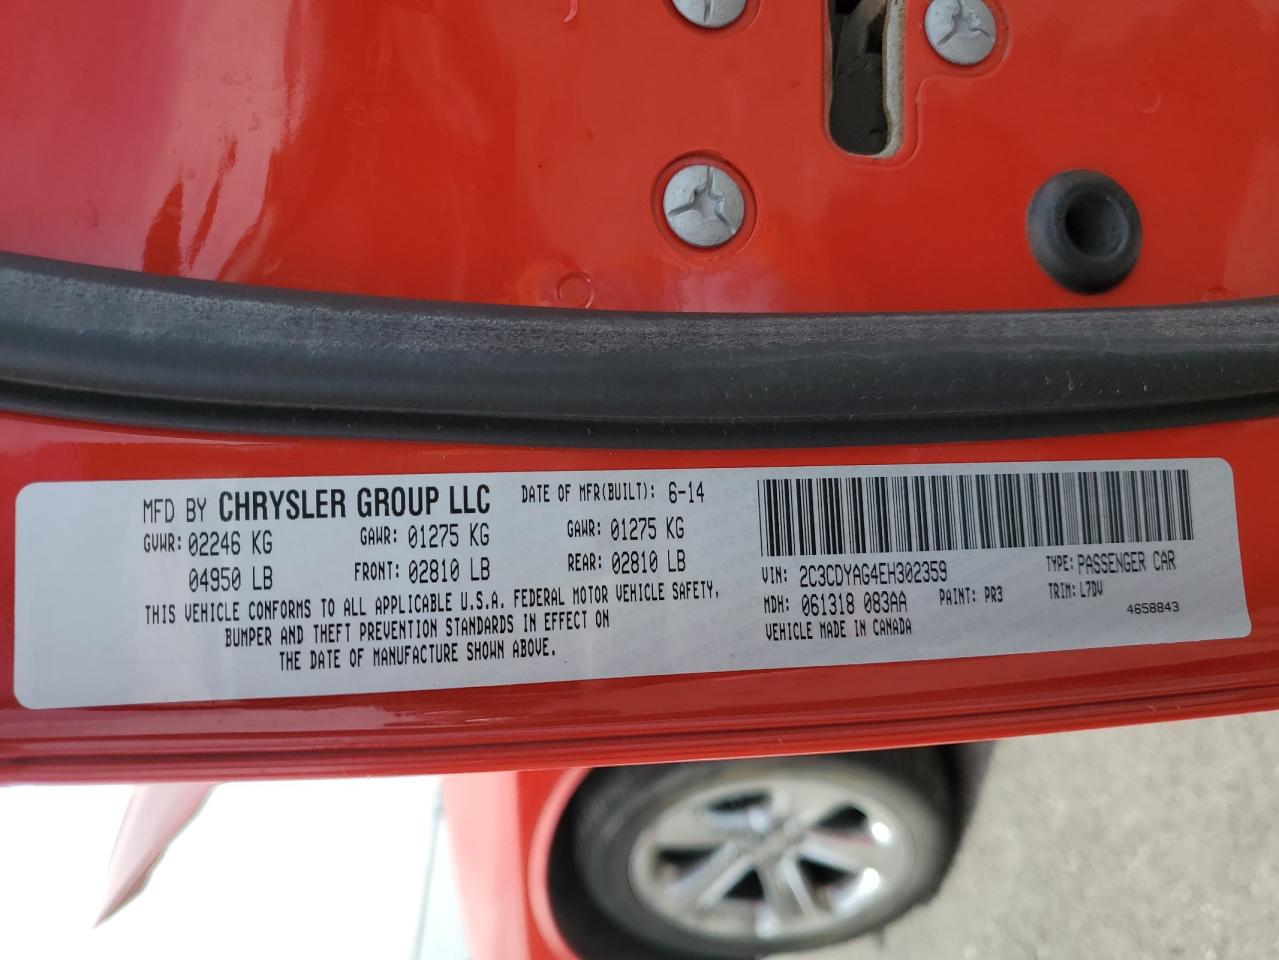 MFD BY CHRYSLER GROUP LLC DATE OF MFR(BUILT): 6-14
GVWR: 02246 KG GAWR: 01275 KG GAWR: 01275 KG
04950 LB FRONT: 02810 LB REAR: 02810 LB
THIS VEHICLE CONFORMS TO ALL APPLICABLE U.S.A. FEDERAL MOTOR VEHICLE SAFETY,
BUMPER AND THEFT PREVENTION STANDARDS IN EFFECT ON
THE DATE OF MANUFACTURE SHOWN ABOVE.
VIN: 2C3CDYAG4EH302359 TYPE: PASSENGER CAR
MDH: 061318 083AA PAINT: PR3 TRIM: L7DV
VEHICLE MADE IN CANADA 4658843